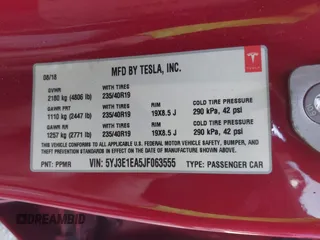 08/18
MFD BY TESLA, INC.
TESLA
GVWR
2180 kg (4806 lb)
WITH TIRES
235/40R19
GAWR FRT
1110 kg (2447 lb)
WITH TIRES
235/40R19
RIM
19X8.5 J
COLD TIRE PRESSURE
290 kPa, 42 psi
GAWR RR
1257 kg (2771 lb)
WITH TIRES
235/40R19
RIM
19X8.5 J
COLD TIRE PRESSURE
290 kPa, 42 psi
THIS VEHICLE CONFORMS TO ALL APPLICABLE U.S.
FEDERAL MOTOR VEHICLE SAFETY, BUMPER, AND THEFT PREVENTION
STANDARDS IN EFFECT ON THE DATE OF MANUFACTURE SHOWN ABOVE.
PNT: PPMR
VIN: 5YJ3E1EA5JF063555
TYPE: PASSENGER CAR
DREAMBID